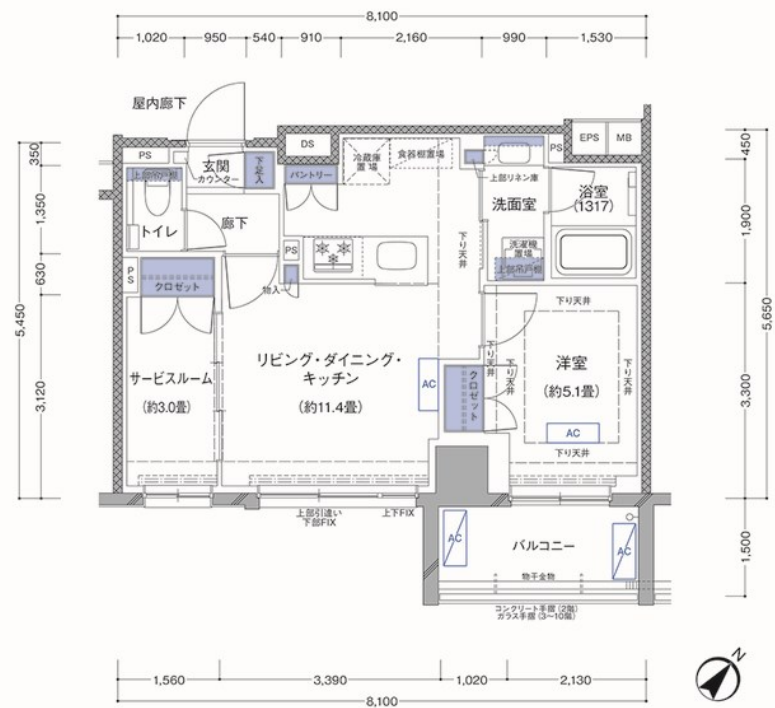 8,100
1,020
950
540
910
2,160
990
1,530
屋内廊下
PS
玄関
カウンター
下足入
DS
パントリー
冷蔵庫
置場
食器棚置場
PS
EPS
MB
上部吊戸棚
トイレ
廊下
上部リネン庫
洗面室
浴室
(1317)
洗濯機
置場
上部吊戸棚
下り天井
PS
PS
物入
クロゼット
サービスルーム
(約3.0畳)
リビング・ダイニング・
キッチン
(約11.4畳)
AC
クロゼット
下り天井
下り天井
下り天井
洋室
(約5.1畳)
下り天井
AC
下り天井
上部引違い
下部FIX
上下FIX
AC
バルコニー
AC
物干金物
コンクリート手摺(2階)
ガラス手摺(3〜10階)
350
1,350
630
3,120
5,450
450
1,900
3,300
5,650
1,500
1,560
3,390
1,020
2,130
8,100
N